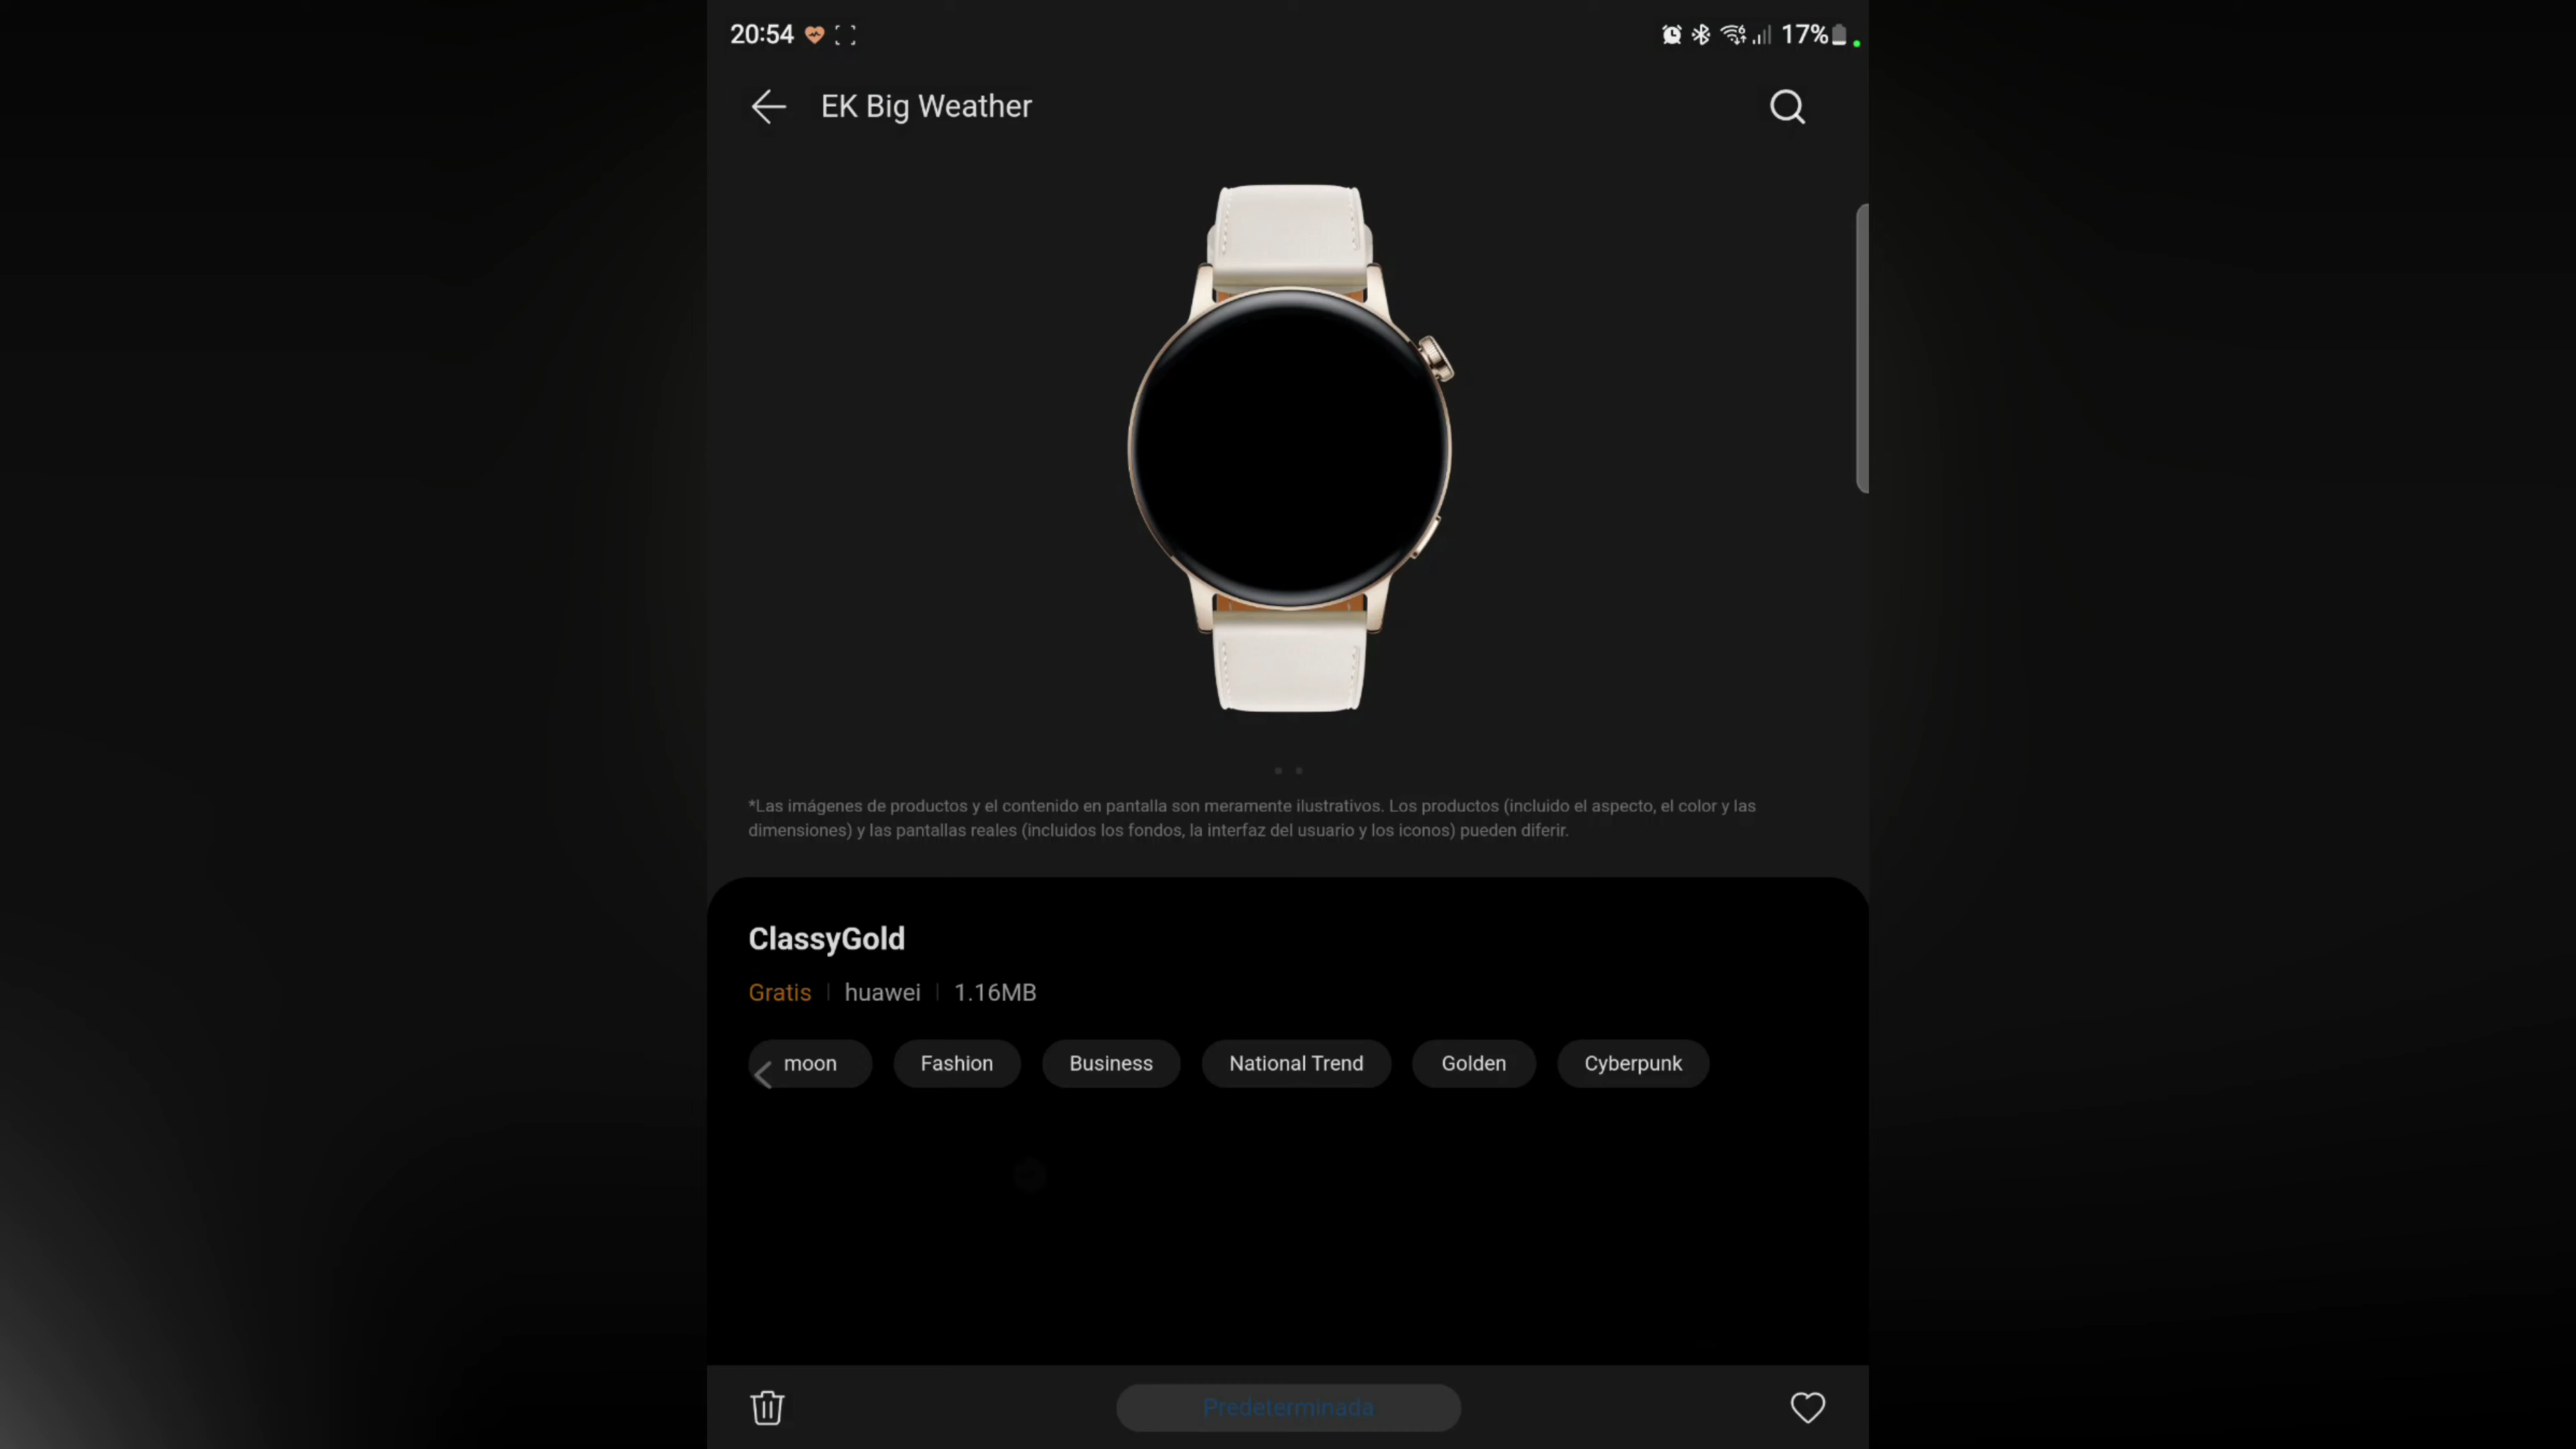 20:54
17%
EK Big Weather
*Las imágenes de productos y el contenido en pantalla son meramente ilustrativos. Los productos (incluido el aspecto, el color y las
dimensiones) y las pantallas reales (incluidos los fondos, la interfaz del usuario y los iconos) pueden diferir.
ClassyGold
Gratis | huawei | 1.16MB
moon Fashion Business National Trend Golden Cyberpunk
Predeterminada